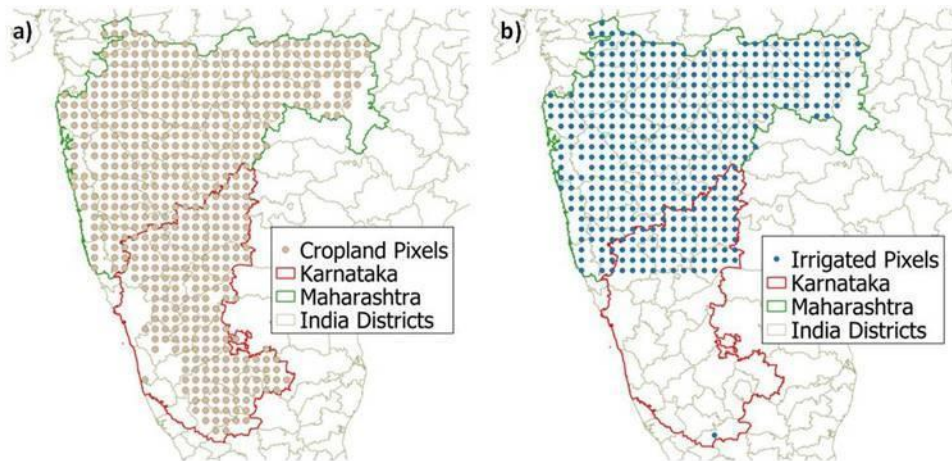 a)
Cropland Pixels
Karnataka
Maharashtra
India Districts
b)
Irrigated Pixels
Karnataka
Maharashtra
India Districts